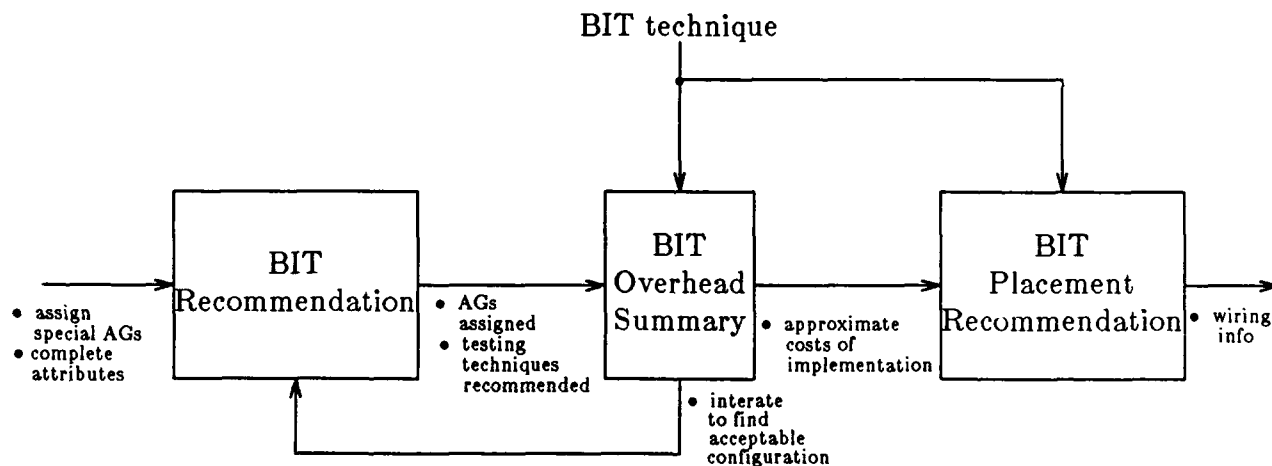 BIT technique
BIT
Recommendation
BIT
Overhead
Summary
BIT
Placement
Recommendation
• assign
special AGs
• complete
attributes
• AGs
assigned
• testing
techniques
recommended
• approximate
costs of
implementation
• wiring
info
• interate
to find
acceptable
configuration